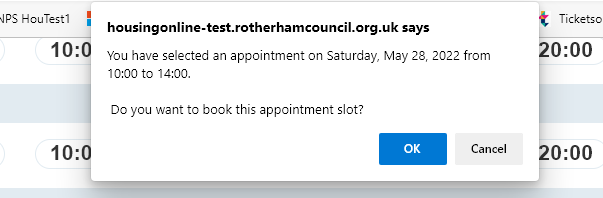 NPS HouTest1
Ticketso
housingonline-test.rotherhamcouncil.org.uk says
You have selected an appointment on Saturday, May 28, 2022 from
10:00 to 14:00.
Do you want to book this appointment slot?
OK Cancel
10:0
20:00
10:0
20:00